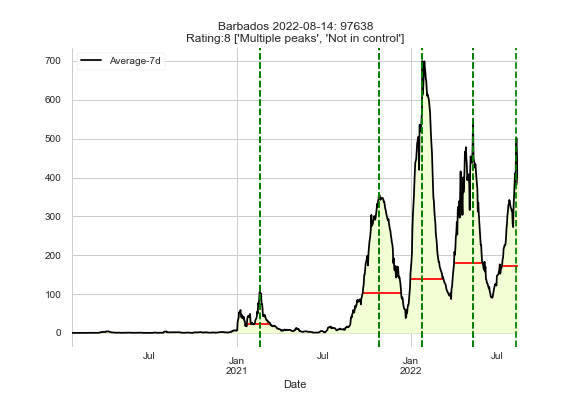 Barbados 2022-08-14: 97638
Rating:8 ['Multiple peaks', 'Not in control']
Average-7d
700
600
500
400
300
200
100
0
Jul
Jan
2021
Jul
Jan
2022
Jul
Date